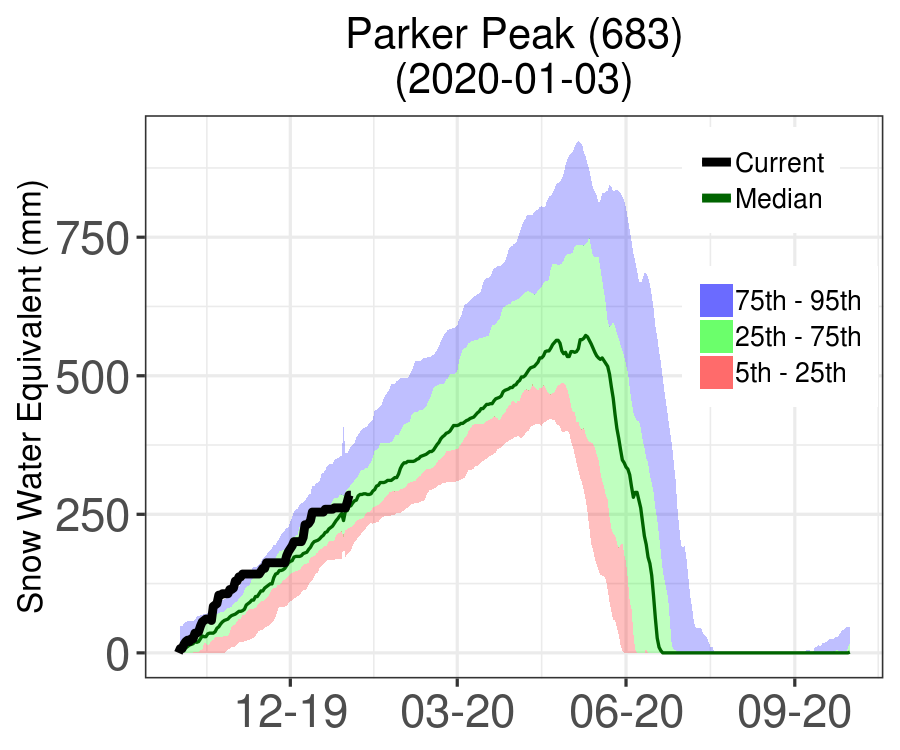 Parker Peak (683)
(2020-01-03)
Snow Water Equivalent (mm)
750
500
250
0
12-19
03-20
06-20
09-20
Current
Median
75th - 95th
25th - 75th
5th - 25th